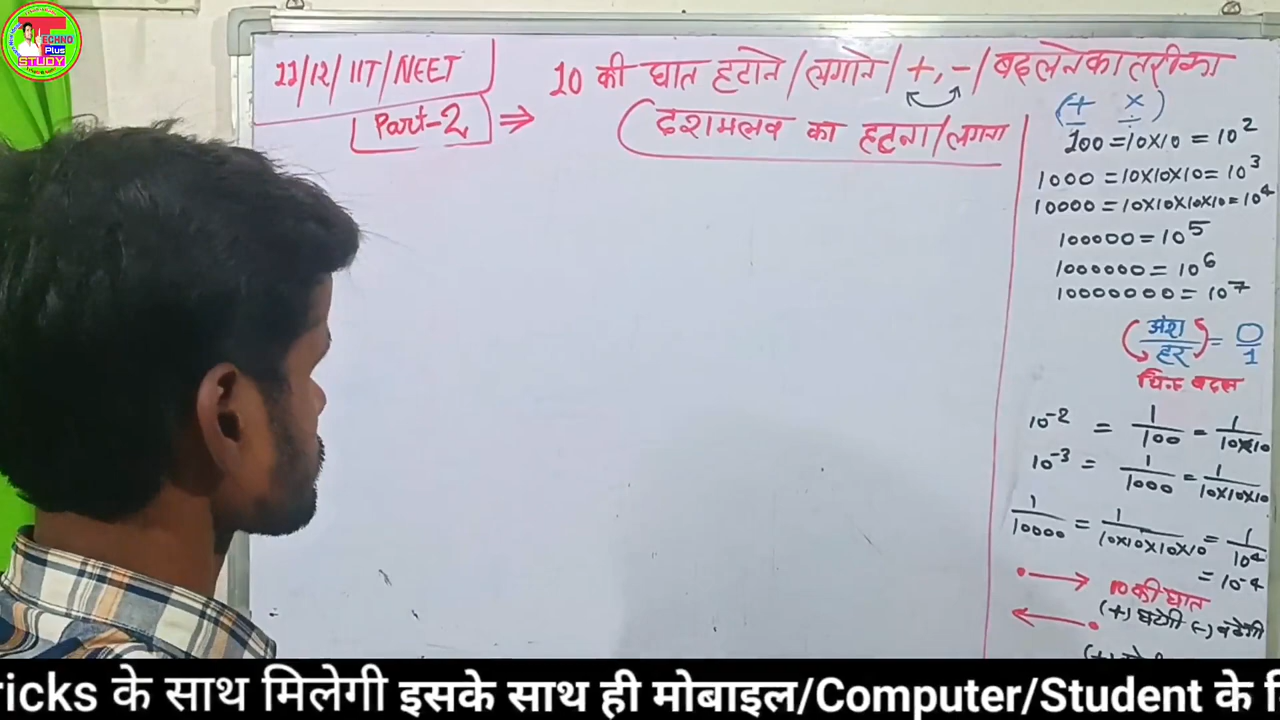 TECHNO
Plus
STUDY
11/12/IIT/NEET
Part-2 ⇒
10 की घात हटाने/लगाने/+,-/बदलने का तरीका
दशमलव का हटना/लगना
(+ ×)
- ÷
100 = 10×10 = 10²
1000 = 10×10×10 = 10³
10000 = 10×10×10×10 = 10⁴
100000 = 10⁵
1000000 = 10⁶
10000000 = 10⁷
(अंश/हर) = 0/1
चिन्ह बदल
10⁻² = 1/100 = 1/10×10
10⁻³ = 1/1000 = 1/10×10×10
1/10000 = 1/10×10×10×10 = 1/10⁴
= 10⁻⁴
→ 10 की घात
← (+) घटेगी (-) बढेगी
ricks के साथ मिलेगी इसके साथ ही मोबाइल/Computer/Student के